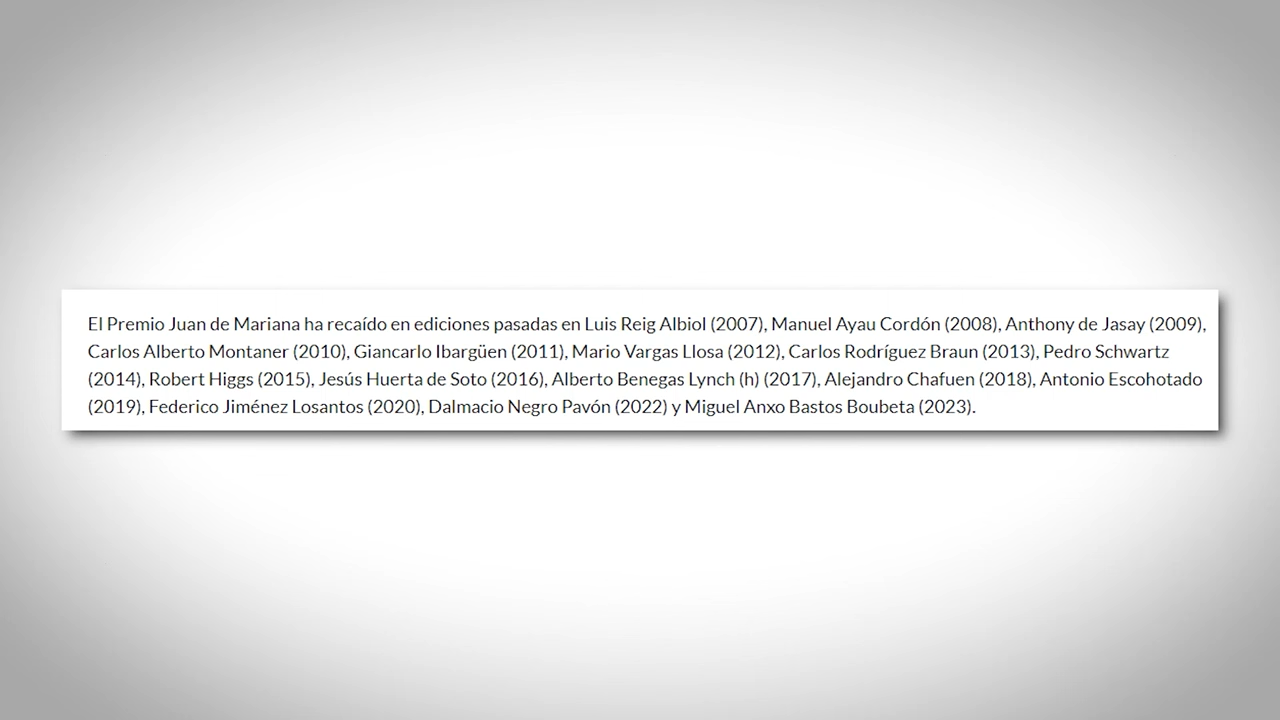 El Premio Juan de Mariana ha recaído en ediciones pasadas en Luis Reig Albiol (2007), Manuel Ayau Cordón (2008), Anthony de Jasay (2009),
Carlos Alberto Montaner (2010), Giancarlo Ibargüen (2011), Mario Vargas Llosa (2012), Carlos Rodríguez Braun (2013), Pedro Schwartz
(2014), Robert Higgs (2015), Jesús Huerta de Soto (2016), Alberto Benegas Lynch (h) (2017), Alejandro Chafuen (2018), Antonio Escohotado
(2019), Federico Jiménez Losantos (2020), Dalmacio Negro Pavón (2022) y Miguel Anxo Bastos Boubeta (2023).